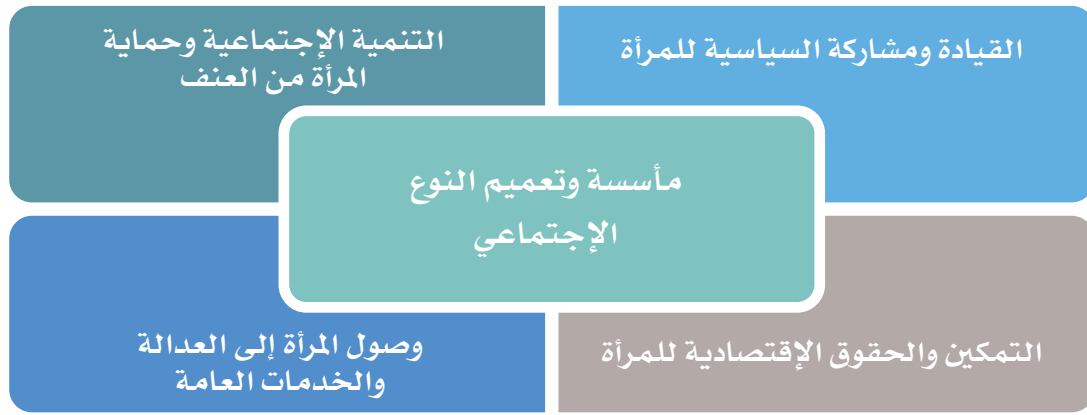 القيادة ومشاركة السياسية للمرأة
التنمية الإجتماعية وحماية
المرأة من العنف
مأسسة وتعميم النوع
الإجتماعي
التمكين والحقوق الإقتصادية للمرأة
وصول المرأة إلى العدالة
والخدمات العامة